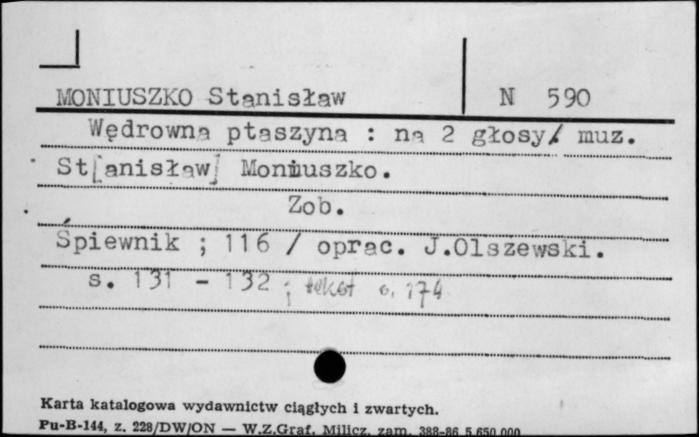 MONIUSZKO Stanisław N 590
Wędrowna ptaszyna : na 2 głosy / muz.
St[anisław] Moniuszko.
Zob.
Śpiewnik ; 116 / oprac. J.Olszewski.
s. 131 - 132 ; tekst s. 174
Karta katalogowa wydawnictw ciągłych i zwartych.
Pu-B-144, z. 228/DW/ON — W.Z.Graf. Milicz, zam. 388-86 5.650.000